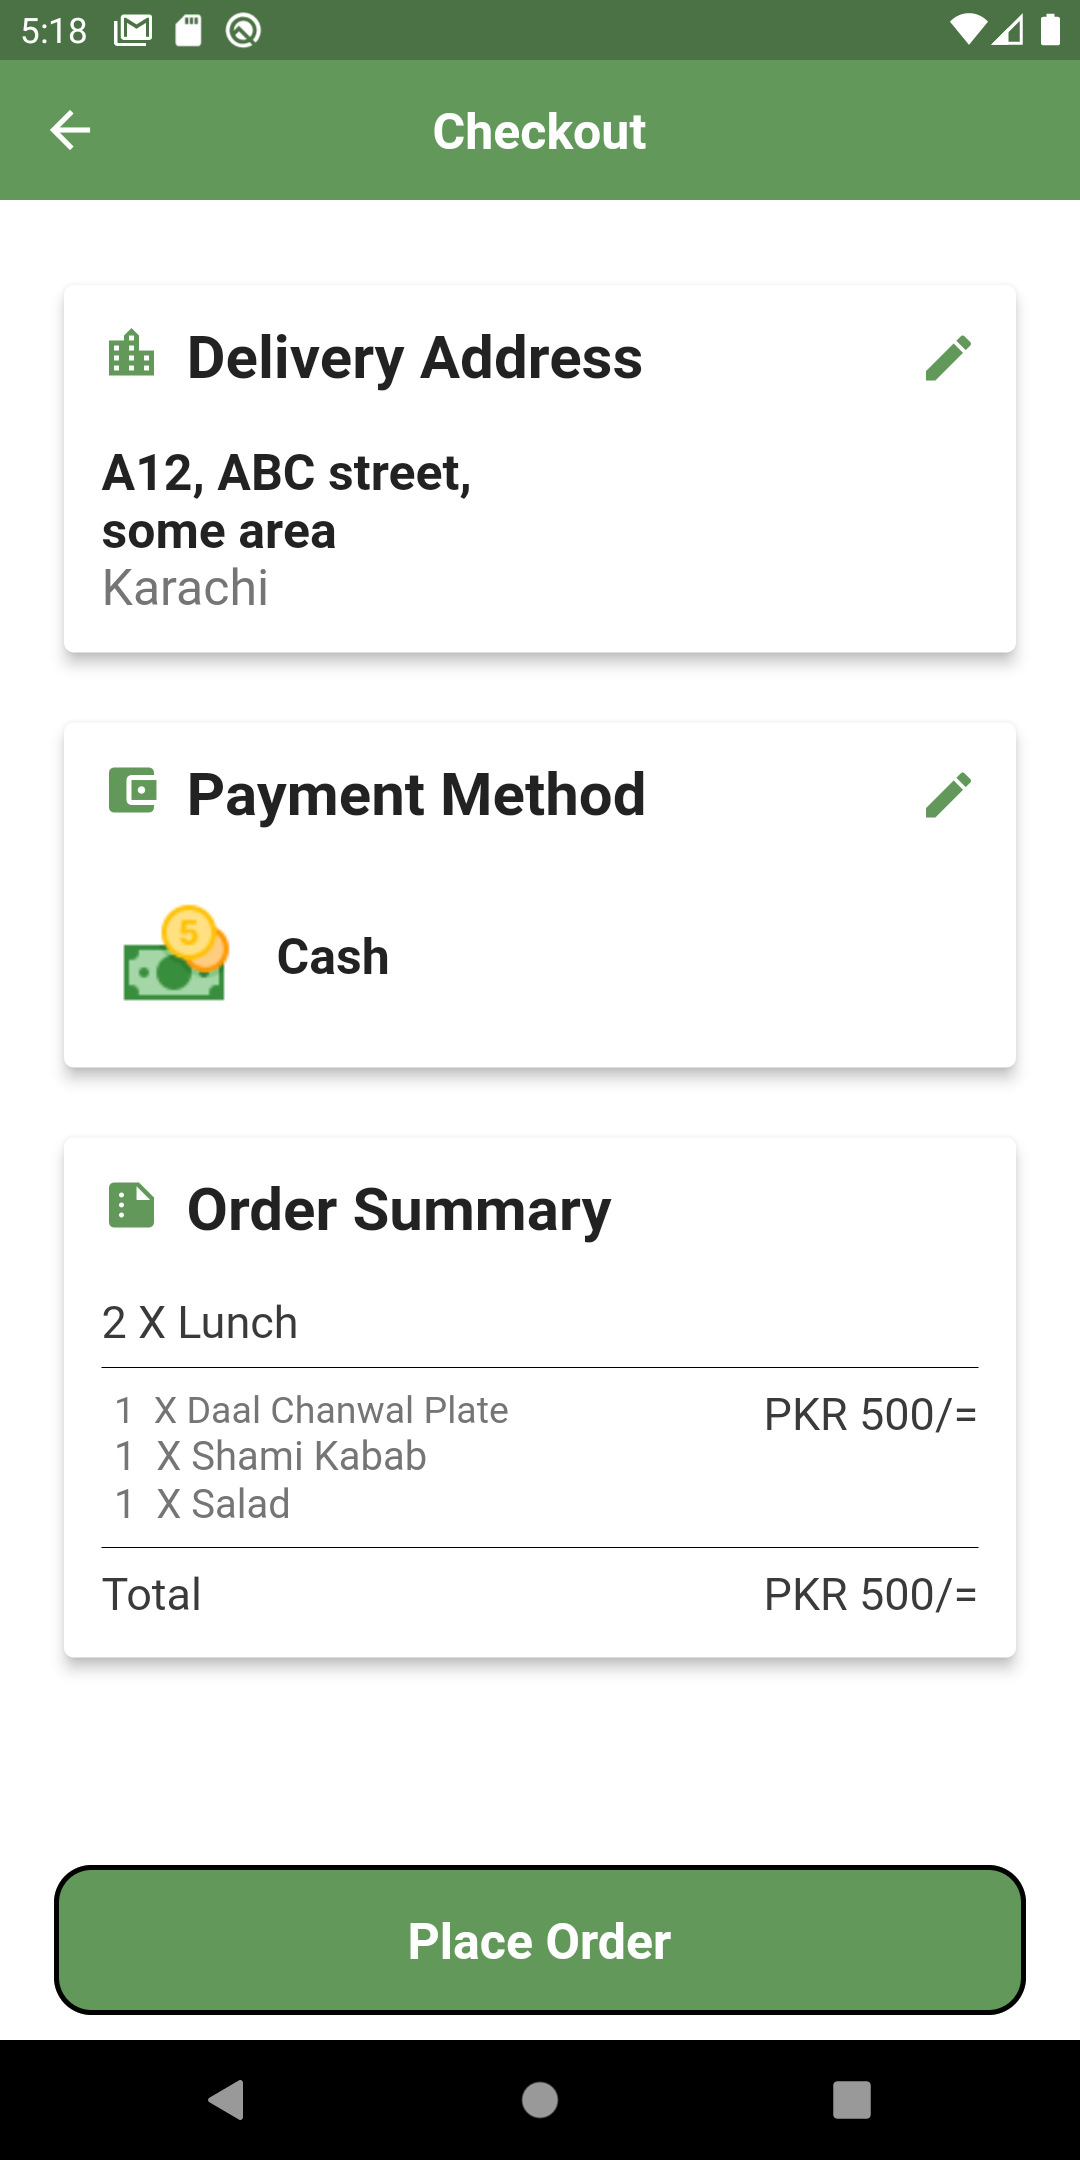 5:18
Checkout
Delivery Address
A12, ABC street,
some area
Karachi
Payment Method
5
Cash
Order Summary
2 X Lunch
1 X Daal Chanwal Plate PKR 500/=
1 X Shami Kabab
1 X Salad
Total PKR 500/=
Place Order